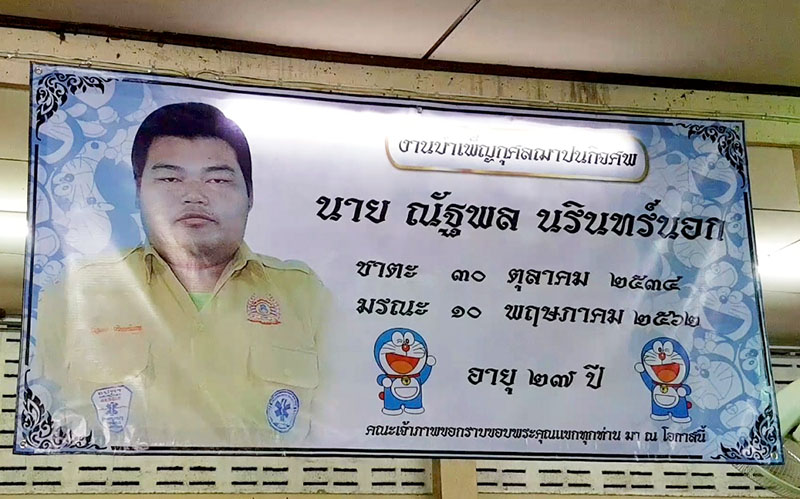 งานบำเพ็ญกุศลฌาปนกิจศพ
นาย ณัฐพล นรินทร์นอก
ชาตะ ๓๐ ตุลาคม ๒๕๓๔
มรณะ ๑๐ พฤษภาคม ๒๕๖๒
อายุ ๒๗ ปี
คณะเจ้าภาพขอกราบขอบพระคุณแขกทุกท่าน มา ณ โอกาสนี้